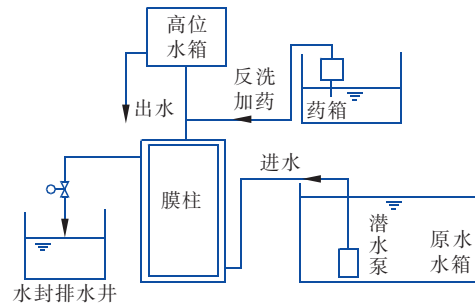 高位
水箱
反洗
加药
药箱
出水
进水
膜柱
潜
水
泵
原水
水箱
水封排水井